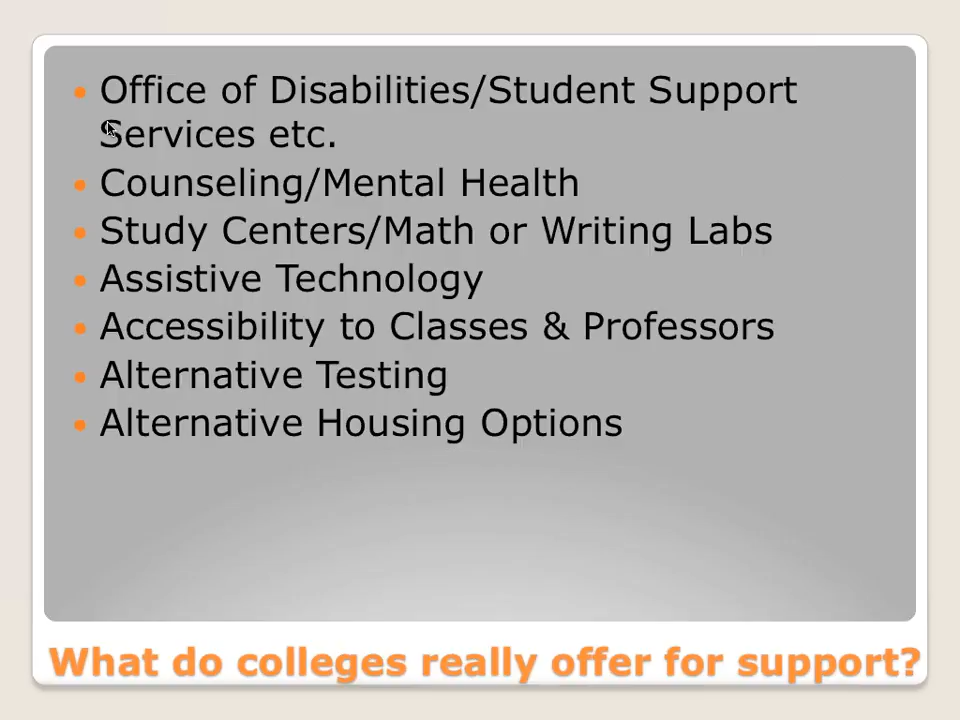 Office of Disabilities/Student Support
Services etc.
Counseling/Mental Health
Study Centers/Math or Writing Labs
Assistive Technology
Accessibility to Classes & Professors
Alternative Testing
Alternative Housing Options
What do colleges really offer for support?